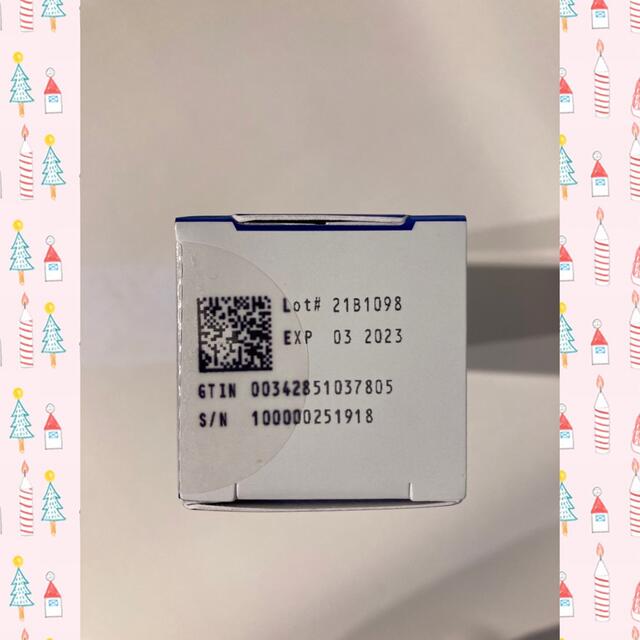 Lot# 21B1098
EXP 03 2023
GTIN 00342851037805
S/N 100000251918